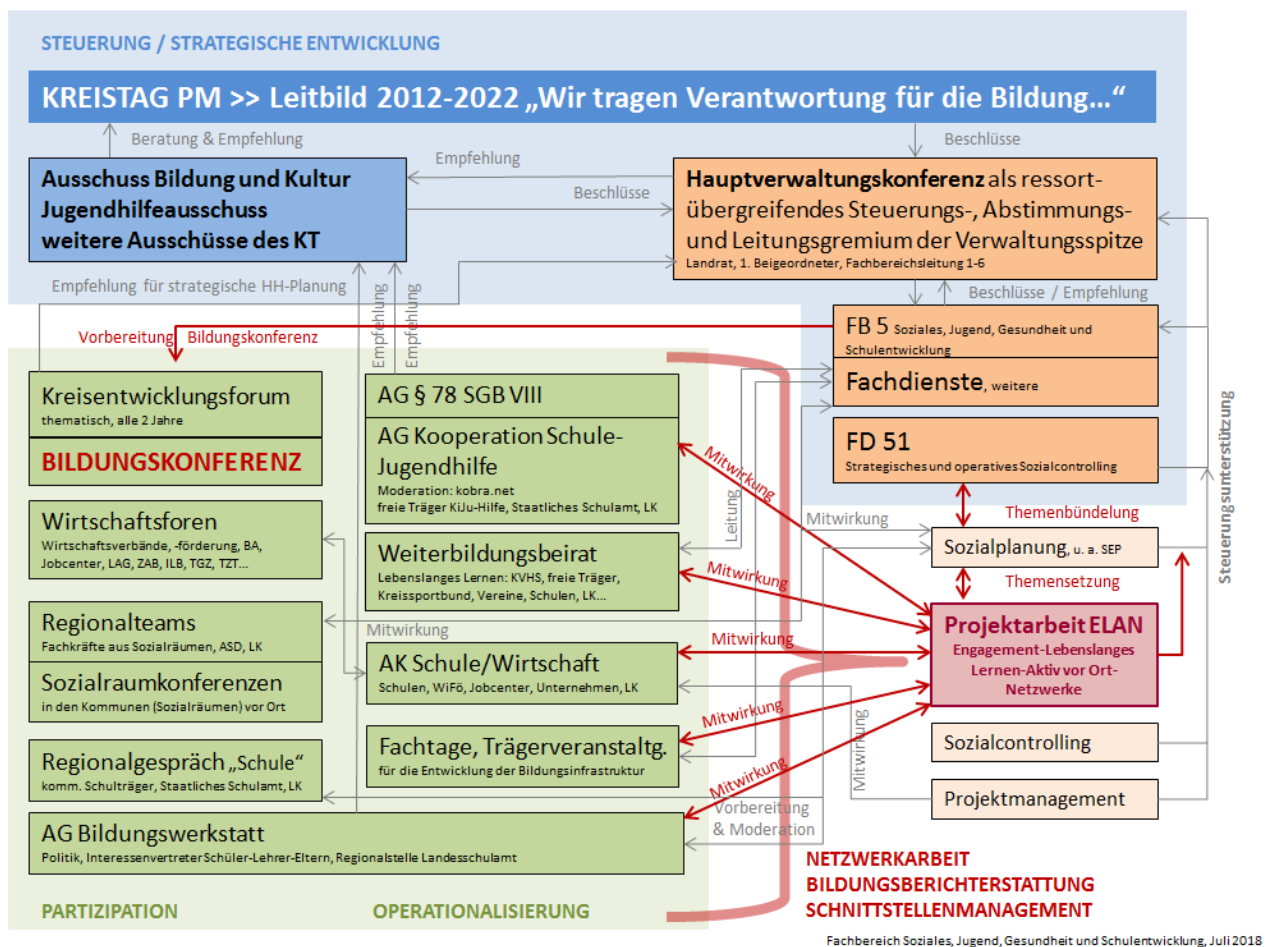 STEUERUNG / STRATEGISCHE ENTWICKLUNG
KREISTAG PM >> Leitbild 2012-2022 „Wir tragen Verantwortung für die Bildung…“
Beratung & Empfehlung
Beschlüsse
Ausschuss Bildung und Kultur
Jugendhilfeausschuss
weitere Ausschüsse des KT
Empfehlung
Beschlüsse
Hauptverwaltungskonferenz als ressort-
übergreifendes Steuerungs-, Abstimmungs-
und Leitungsgremium der Verwaltungsspitze
Landrat, 1. Beigeordneter, Fachbereichsleitung 1-6
Empfehlung für strategische HH-Planung
Empfehlung
Empfehlung
Beschlüsse / Empfehlung
Vorbereitung
Bildungskonferenz
FB 5 Soziales, Jugend, Gesundheit und
Schulentwicklung
Fachdienste, weitere
FD 51
Strategisches und operatives Sozialcontrolling
Kreisentwicklungsforum
thematisch, alle 2 Jahre
BILDUNGSKONFERENZ
Wirtschaftsforen
Wirtschaftsverbände, -förderung, BA,
Jobcenter, LAG, ZAB, ILB, TGZ, TZT…
Regionalteams
Fachkräfte aus Sozialräumen, ASD, LK
Sozialraumkonferenzen
in den Kommunen (Sozialräumen) vor Ort
Regionalgespräch „Schule“
komm. Schulträger, Staatliches Schulamt, LK
AG Bildungswerkstatt
Politik, Interessenvertreter Schüler-Lehrer-Eltern, Regionalstelle Landesschulamt
AG § 78 SGB VIII
AG Kooperation Schule-
Jugendhilfe
Moderation: kobra.net
freie Träger KiJu-Hilfe, Staatliches Schulamt, LK
Weiterbildungsbeirat
Lebenslanges Lernen: KVHS, freie Träger,
Kreissportbund, Vereine, Schulen, LK…
Mitwirkung
AK Schule/Wirtschaft
Schulen, WiFö, Jobcenter, Unternehmen, LK
Fachtage, Trägerveranstaltg.
für die Entwicklung der Bildungsinfrastruktur
Mitwirkung
Leitung
Mitwirkung
Mitwirkung
Mitwirkung
Mitwirkung
Mitwirkung
Mitwirkung
Vorbereitung
& Moderation
Themenbündelung
Sozialplanung, u. a. SEP
Themensetzung
Projektarbeit ELAN
Engagement-Lebenslanges
Lernen-Aktiv vor Ort-
Netzwerke
Sozialcontrolling
Projektmanagement
Steuerungsunterstützung
PARTIZIPATION
OPERATIONALISIERUNG
NETZWERKARBEIT
BILDUNGSBERICHTERSTATTUNG
SCHNITTSTELLENMANAGEMENT
Fachbereich Soziales, Jugend, Gesundheit und Schulentwicklung, Juli 2018